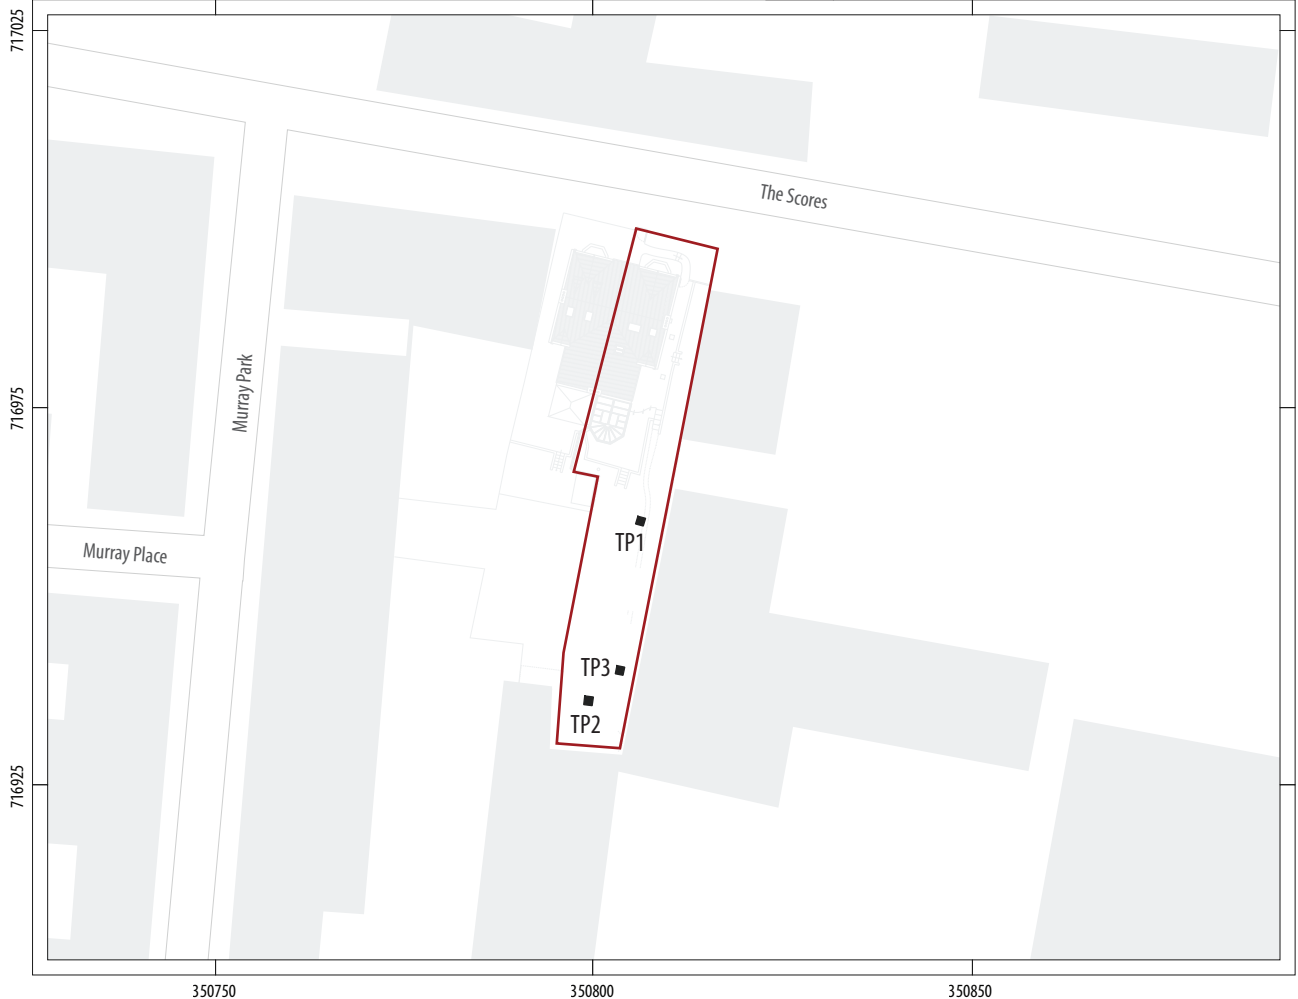 717025
The Scores
Murray Park
716975
TP1
Murray Place
TP3
TP2
716925
350750
350800
350850